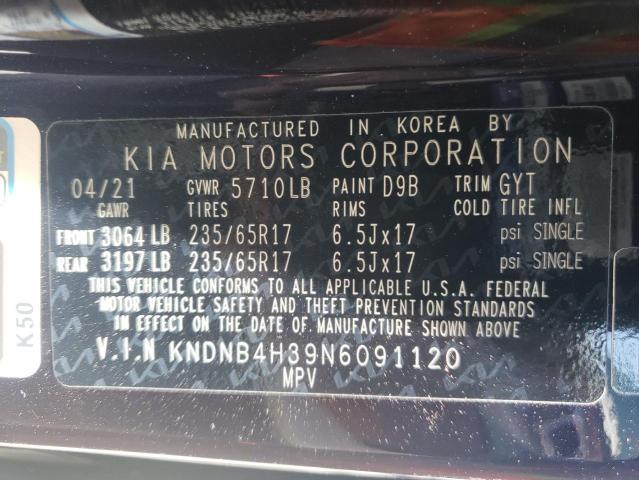 MANUFACTURED IN KOREA BY
KIA MOTORS CORPORATION
04/21 GVWR 5710LB PAINT D9B TRIM GYT
GAWR TIRES RIMS COLD TIRE INFL
FRONT 3064 LB 235/65R17 6.5Jx17 psi SINGLE
REAR 3197 LB 235/65R17 6.5Jx17 psi SINGLE
THIS VEHICLE CONFORMS TO ALL APPLICABLE U.S.A. FEDERAL
MOTOR VEHICLE SAFETY AND THEFT PREVENTION STANDARDS
IN EFFECT ON THE DATE OF MANUFACTURE SHOWN ABOVE
V.I.N KNDNB4H39N6091120
MPV
K50